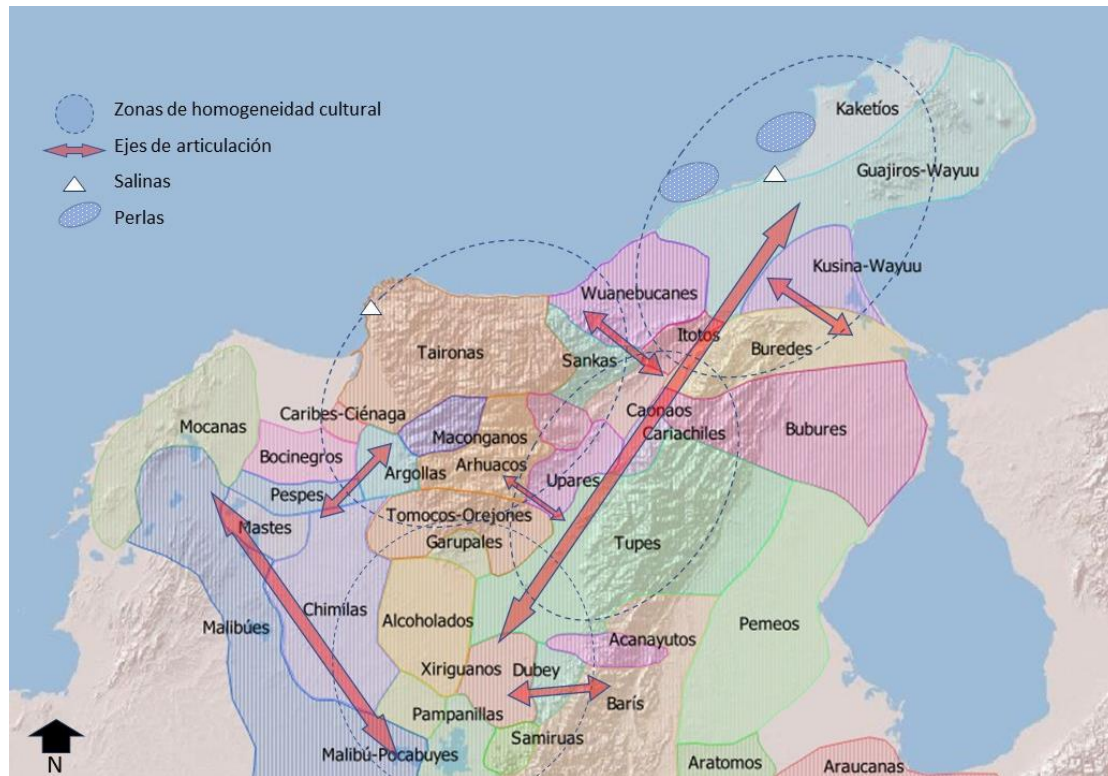 Zonas de homogeneidad cultural
Ejes de articulación
Salinas
Perlas
Kaketíos
Guajiros-Wayuu
Kusina-Wayuu
Wuanebucanes
Itotos
Buredes
Taironas
Sankas
Caribes-Ciénaga
Mocanas
Maconganos
Caonaos
Cariachiles
Bubures
Bocinegros
Argollas
Arhuacos
Upares
Pespes
Tomocos-Orejones
Mastes
Garupales
Tupes
Chimilas
Malibúes
Alcoholados
Acanayutos
Pemeos
Xiriguanos
Dubey
Barís
Pampanillas
Samiruas
Malibú-Pocabuyes
Aratomos
Araucanas
N